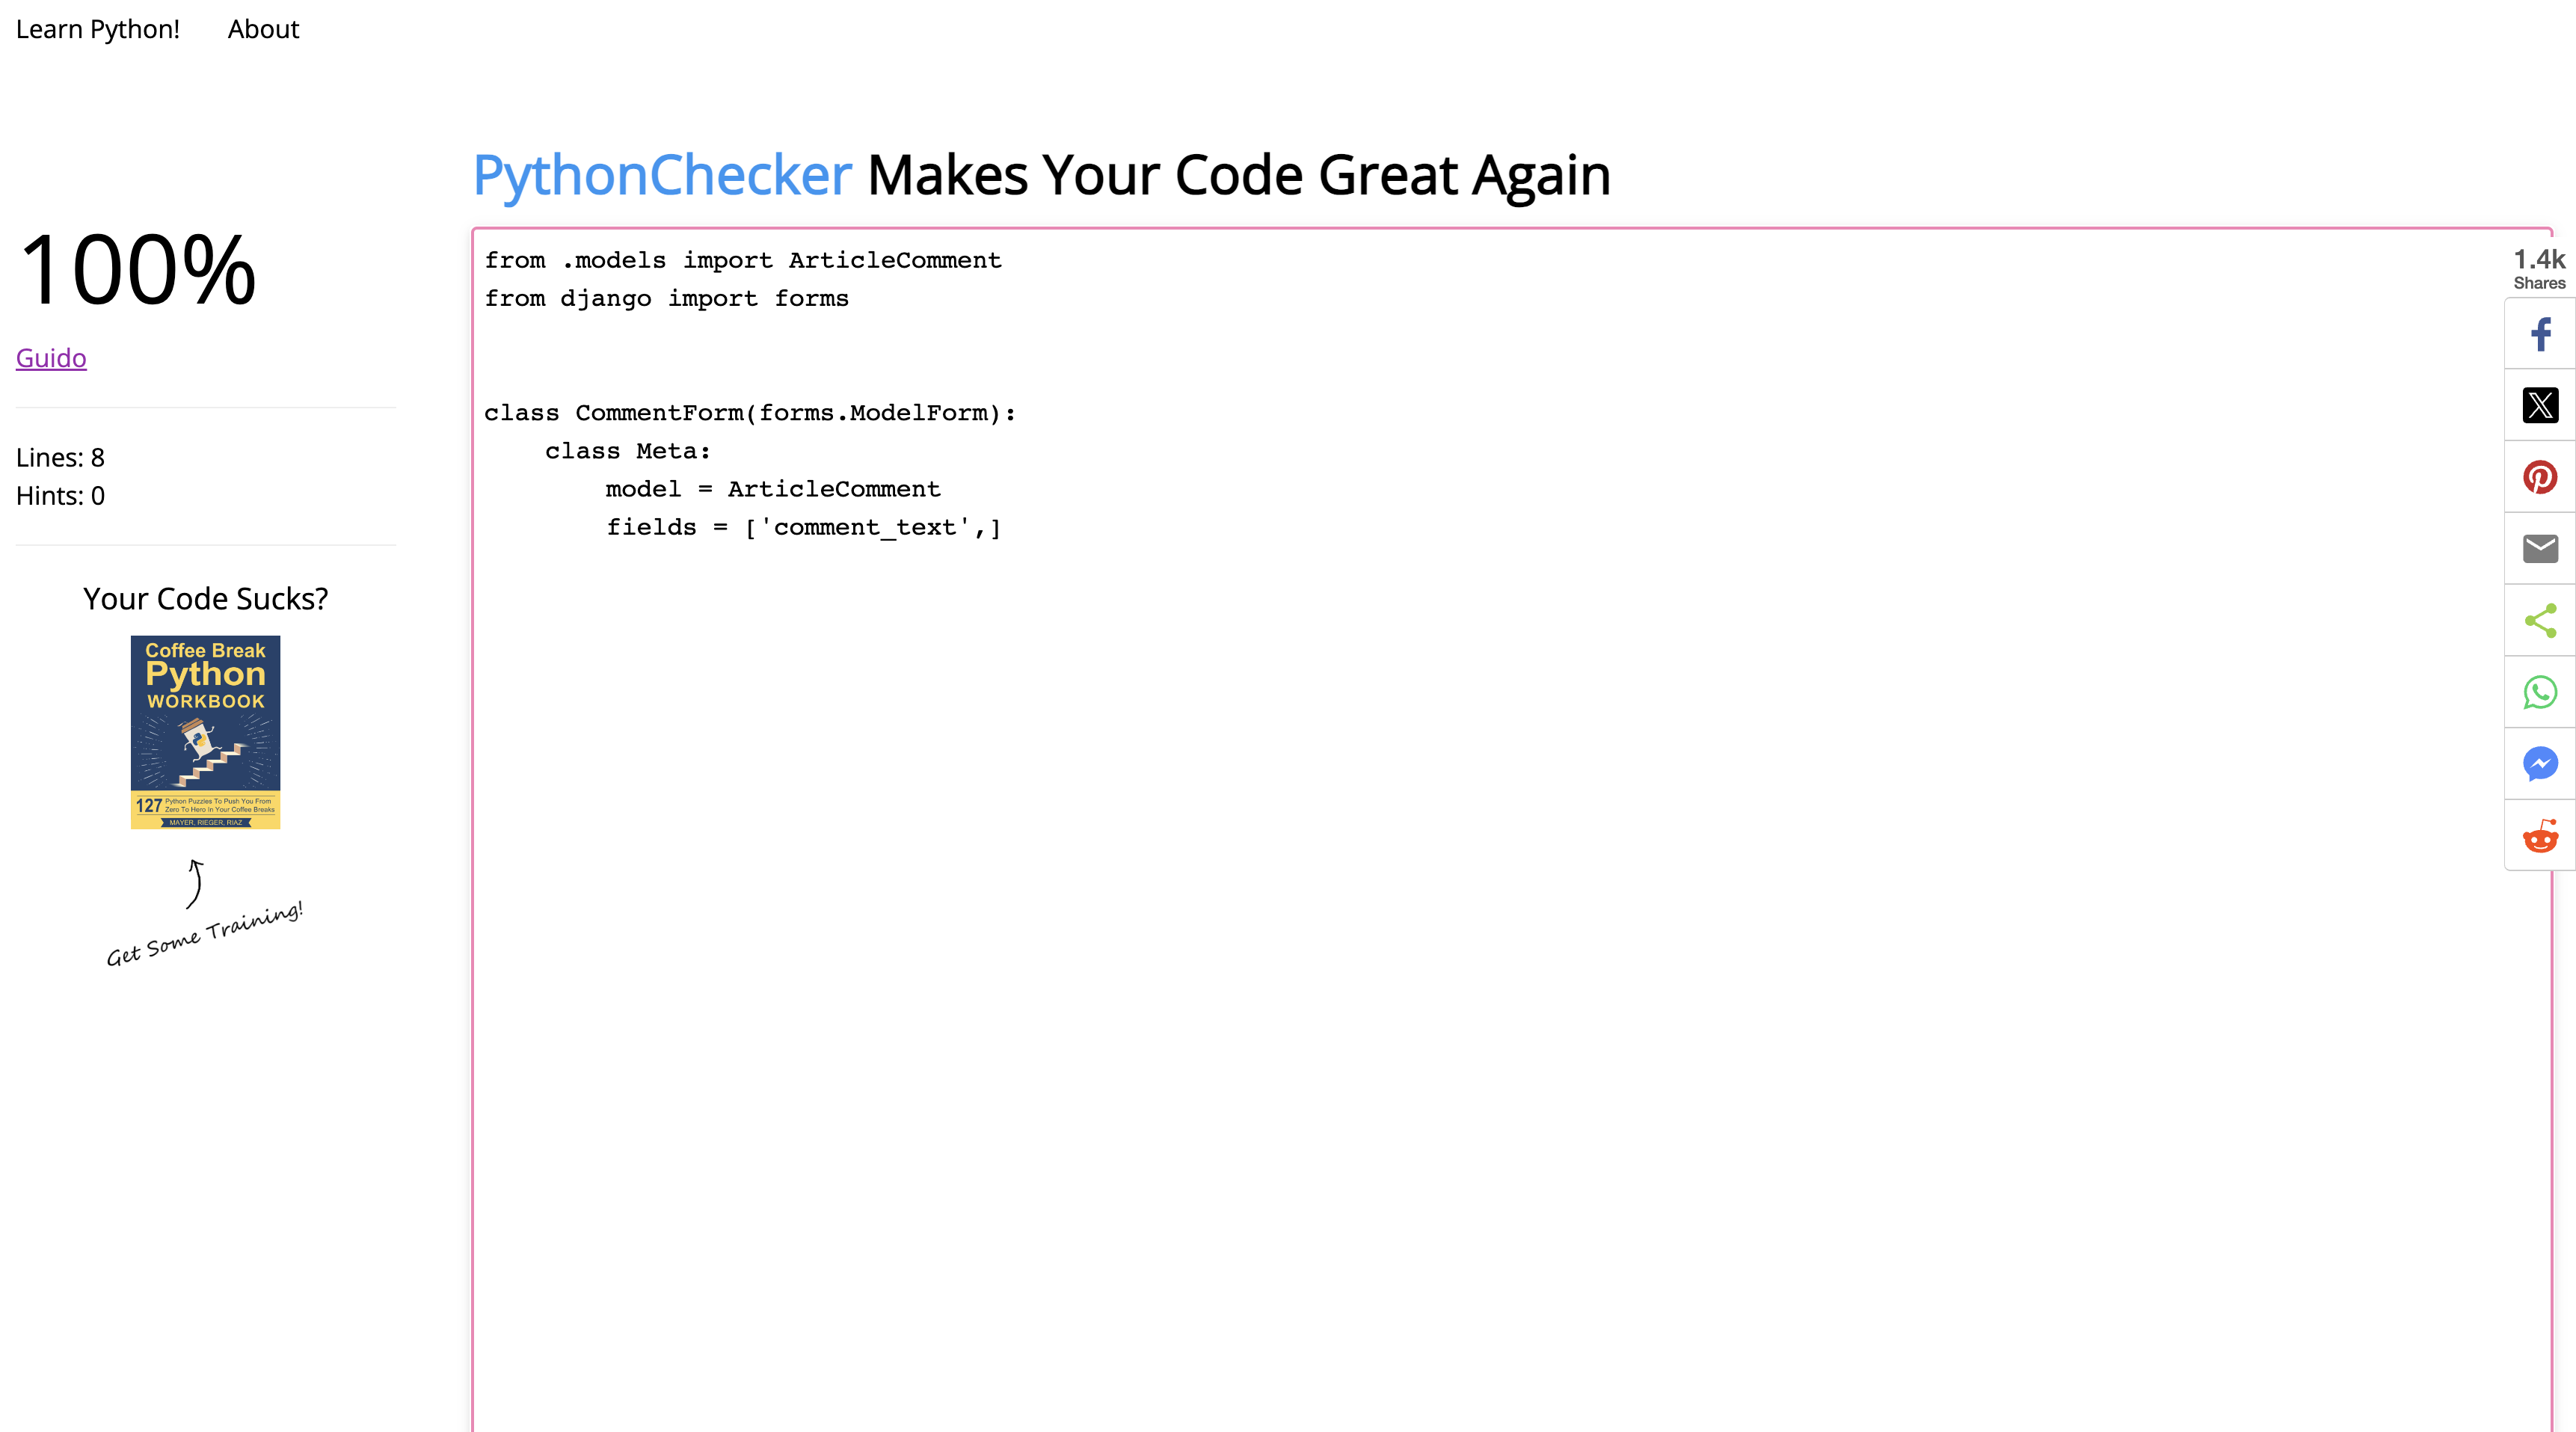 Learn Python! About
PythonChecker Makes Your Code Great Again
100%
Guido
Lines: 8
Hints: 0
Your Code Sucks?
Coffee Break
Python
WORKBOOK
127 Python Puzzles To Push You From
Zero To Hero In Your Coffee Breaks
MAYER, RIEGER, RIAZ
Get Some Training!
from .models import ArticleComment
from django import forms
class CommentForm(forms.ModelForm):
    class Meta:
        model = ArticleComment
        fields = ['comment_text',]
1.4k
Shares